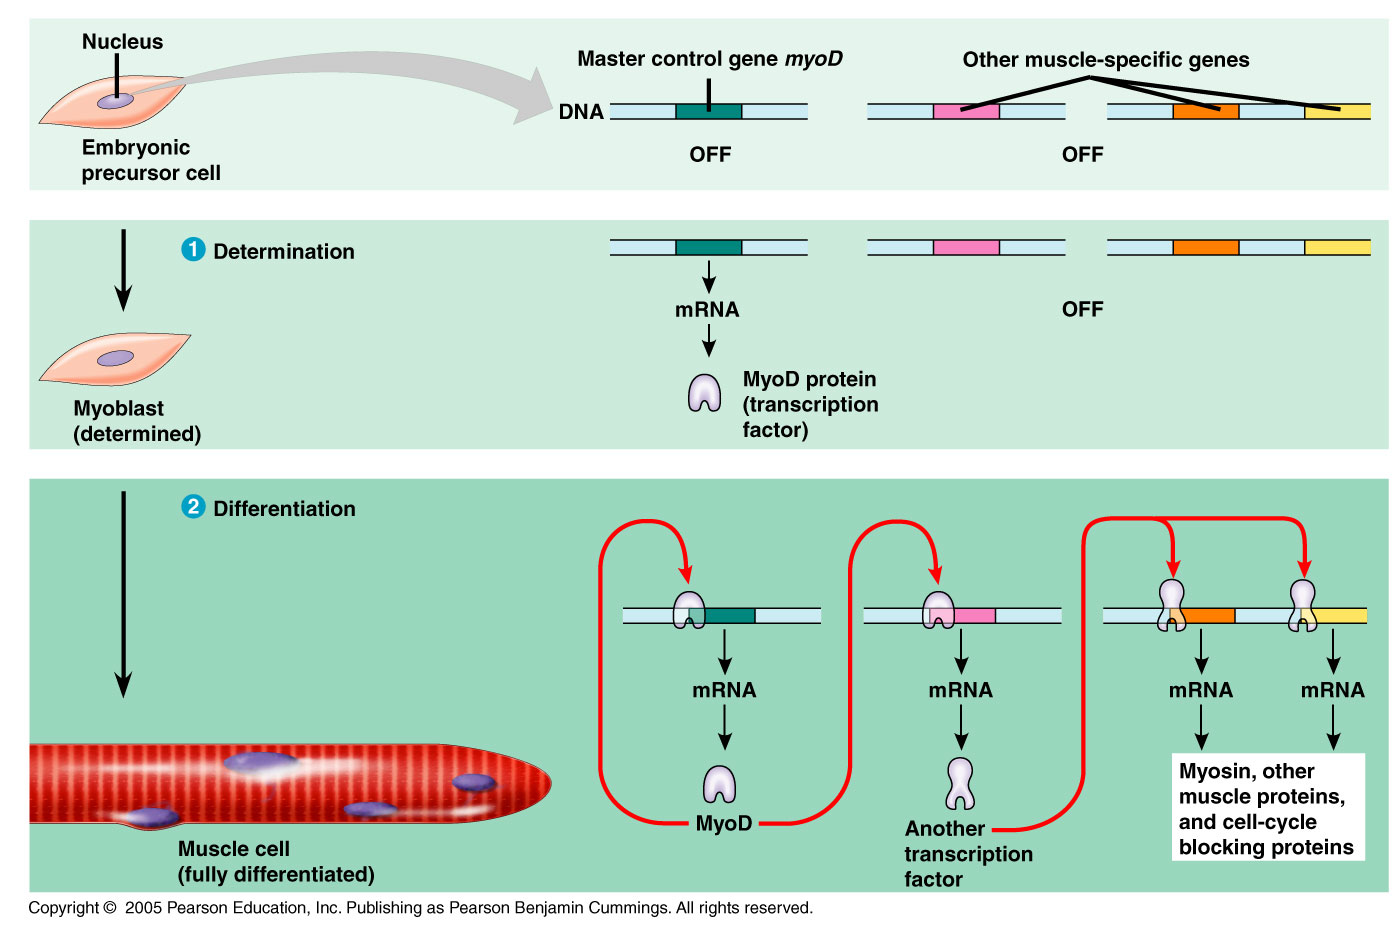 Nucleus
Master control gene myoD
Other muscle-specific genes
DNA
Embryonic
precursor cell
OFF
OFF
1 Determination
mRNA
OFF
MyoD protein
(transcription
factor)
Myoblast
(determined)
2 Differentiation
mRNA
mRNA
mRNA
mRNA
MyoD
Another
transcription
factor
Myosin, other
muscle proteins,
and cell-cycle
blocking proteins
Muscle cell
(fully differentiated)
Copyright © 2005 Pearson Education, Inc. Publishing as Pearson Benjamin Cummings. All rights reserved.